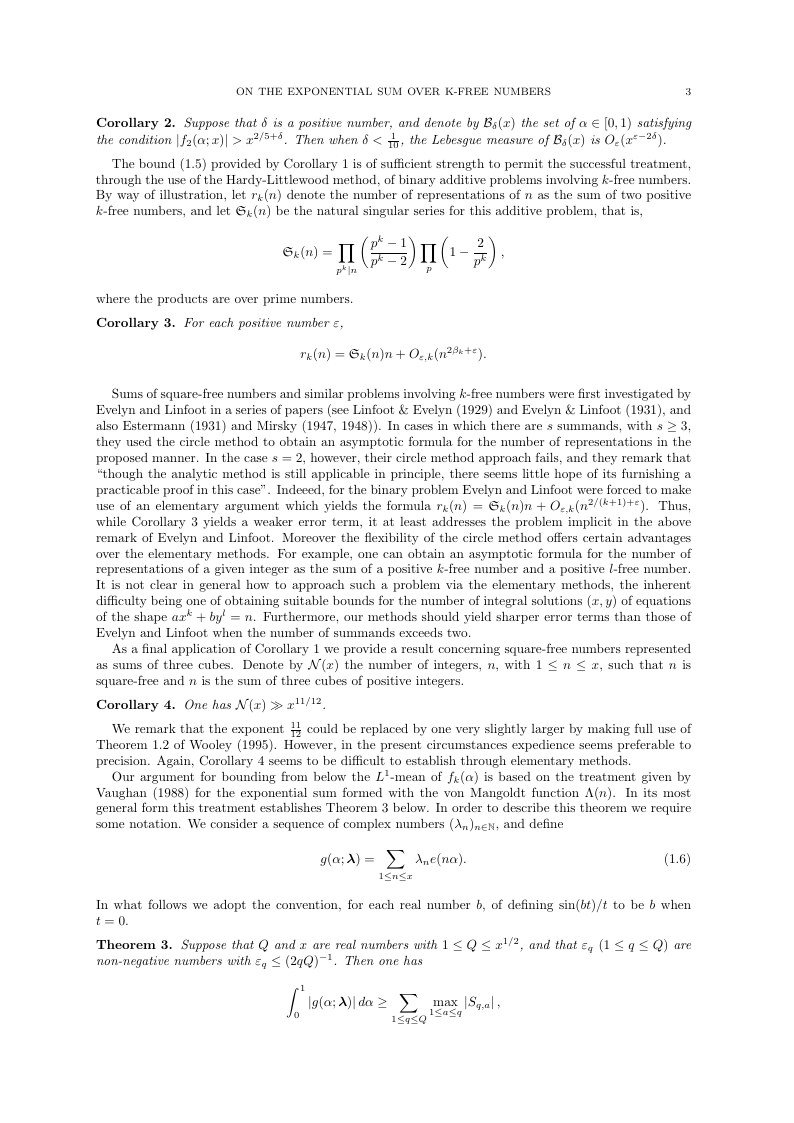 ON THE EXPONENTIAL SUM OVER K-FREE NUMBERS 3
Corollary 2. Suppose that δ is a positive number, and denote by ℬ_δ(x) the set of α ∈ [0, 1) satisfying
the condition |f_2(α; x)| > x^{2/5+δ}. Then when δ < 1/10, the Lebesgue measure of ℬ_δ(x) is O_ε(x^{ε−2δ}).
The bound (1.5) provided by Corollary 1 is of sufficient strength to permit the successful treatment,
through the use of the Hardy-Littlewood method, of binary additive problems involving k-free numbers.
By way of illustration, let r_k(n) denote the number of representations of n as the sum of two positive
k-free numbers, and let 𝔖_k(n) be the natural singular series for this additive problem, that is,
𝔖_k(n) = ∏_{p^k|n} ((p^k − 1)/(p^k − 2)) ∏_p (1 − 2/p^k),
where the products are over prime numbers.
Corollary 3. For each positive number ε,
r_k(n) = 𝔖_k(n)n + O_{ε,k}(n^{2β_k+ε}).
Sums of square-free numbers and similar problems involving k-free numbers were first investigated by
Evelyn and Linfoot in a series of papers (see Linfoot & Evelyn (1929) and Evelyn & Linfoot (1931), and
also Estermann (1931) and Mirsky (1947, 1948)). In cases in which there are s summands, with s ≥ 3,
they used the circle method to obtain an asymptotic formula for the number of representations in the
proposed manner. In the case s = 2, however, their circle method approach fails, and they remark that
“though the analytic method is still applicable in principle, there seems little hope of its furnishing a
practicable proof in this case”. Indeeed, for the binary problem Evelyn and Linfoot were forced to make
use of an elementary argument which yields the formula r_k(n) = 𝔖_k(n)n + O_{ε,k}(n^{2/(k+1)+ε}). Thus,
while Corollary 3 yields a weaker error term, it at least addresses the problem implicit in the above
remark of Evelyn and Linfoot. Moreover the flexibility of the circle method offers certain advantages
over the elementary methods. For example, one can obtain an asymptotic formula for the number of
representations of a given integer as the sum of a positive k-free number and a positive l-free number.
It is not clear in general how to approach such a problem via the elementary methods, the inherent
difficulty being one of obtaining suitable bounds for the number of integral solutions (x, y) of equations
of the shape ax^k + by^l = n. Furthermore, our methods should yield sharper error terms than those of
Evelyn and Linfoot when the number of summands exceeds two.
As a final application of Corollary 1 we provide a result concerning square-free numbers represented
as sums of three cubes. Denote by 𝒩(x) the number of integers, n, with 1 ≤ n ≤ x, such that n is
square-free and n is the sum of three cubes of positive integers.
Corollary 4. One has 𝒩(x) ≫ x^{11/12}.
We remark that the exponent 11/12 could be replaced by one very slightly larger by making full use of
Theorem 1.2 of Wooley (1995). However, in the present circumstances expedience seems preferable to
precision. Again, Corollary 4 seems to be difficult to establish through elementary methods.
Our argument for bounding from below the L^1-mean of f_k(α) is based on the treatment given by
Vaughan (1988) for the exponential sum formed with the von Mangoldt function Λ(n). In its most
general form this treatment establishes Theorem 3 below. In order to describe this theorem we require
some notation. We consider a sequence of complex numbers (λ_n)_{n∈ℕ}, and define
g(α; λ) = ∑_{1≤n≤x} λ_n e(nα). (1.6)
In what follows we adopt the convention, for each real number b, of defining sin(bt)/t to be b when
t = 0.
Theorem 3. Suppose that Q and x are real numbers with 1 ≤ Q ≤ x^{1/2}, and that ε_q (1 ≤ q ≤ Q) are
non-negative numbers with ε_q ≤ (2qQ)^{−1}. Then one has
∫_0^1 |g(α; λ)| dα ≥ ∑_{1≤q≤Q} max_{1≤a≤q} |S_{q,a}|,